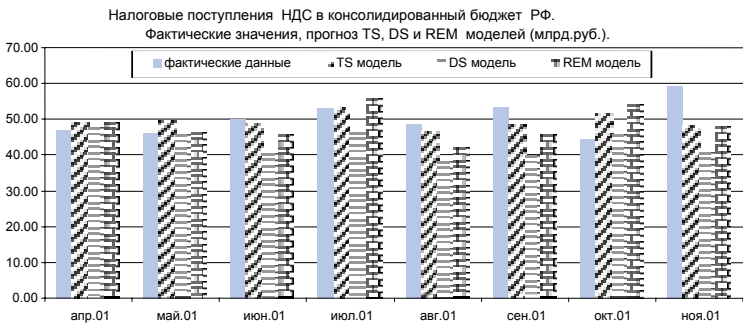 Налоговые поступления НДС в консолидированный бюджет РФ.
Фактические значения, прогноз TS, DS и REM моделей (млрд.руб.).
70.00
фактические данные TS модель DS модель REM модель
60.00
50.00
40.00
30.00
20.00
10.00
0.00
апр.01 май.01 июн.01 июл.01 авг.01 сен.01 окт.01 ноя.01